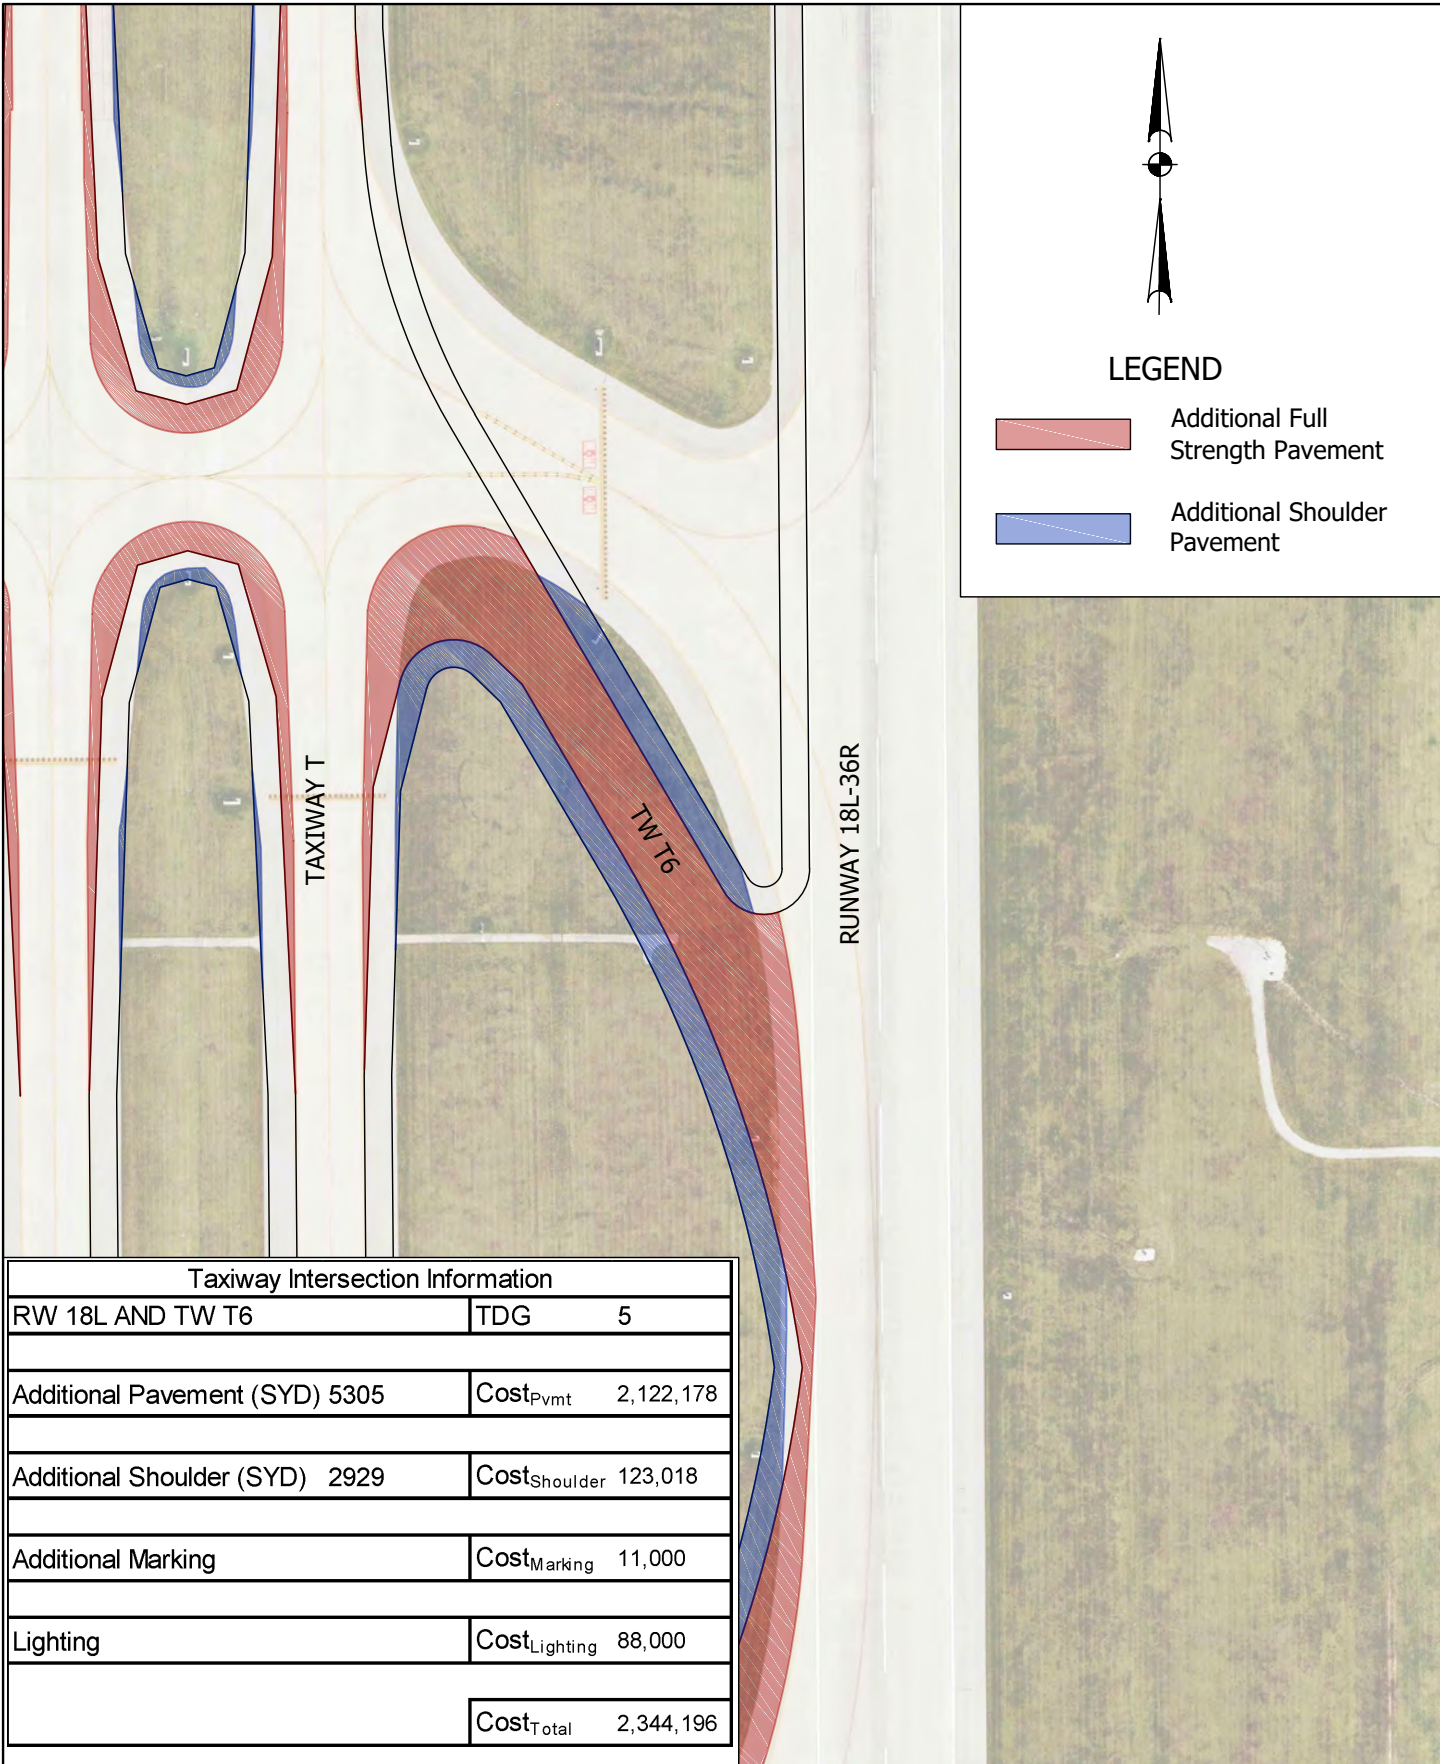 LEGEND
Additional Full
Strength Pavement
Additional Shoulder
Pavement
TAXIWAY T
TW T6
RUNWAY 18L-36R
Taxiway Intersection Information
RW 18L AND TW T6 TDG 5
Additional Pavement (SYD) 5305 CostPvmt 2,122,178
Additional Shoulder (SYD) 2929 CostShoulder 123,018
Additional Marking CostMarking 11,000
Lighting CostLighting 88,000
CostTotal 2,344,196